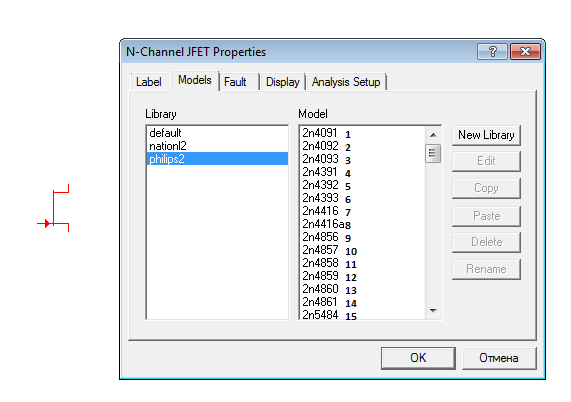 N-Channel JFET Properties
Label Models Fault Display Analysis Setup
Library
default
nationl2
philips2
Model
2n4091 1
2n4092 2
2n4093 3
2n4391 4
2n4392 5
2n4393 6
2n4416 7
2n4416a8
2n4856 9
2n4857 10
2n4858 11
2n4859 12
2n4860 13
2n4861 14
2n5484 15
New Library
Edit
Copy
Paste
Delete
Rename
OK Отмена